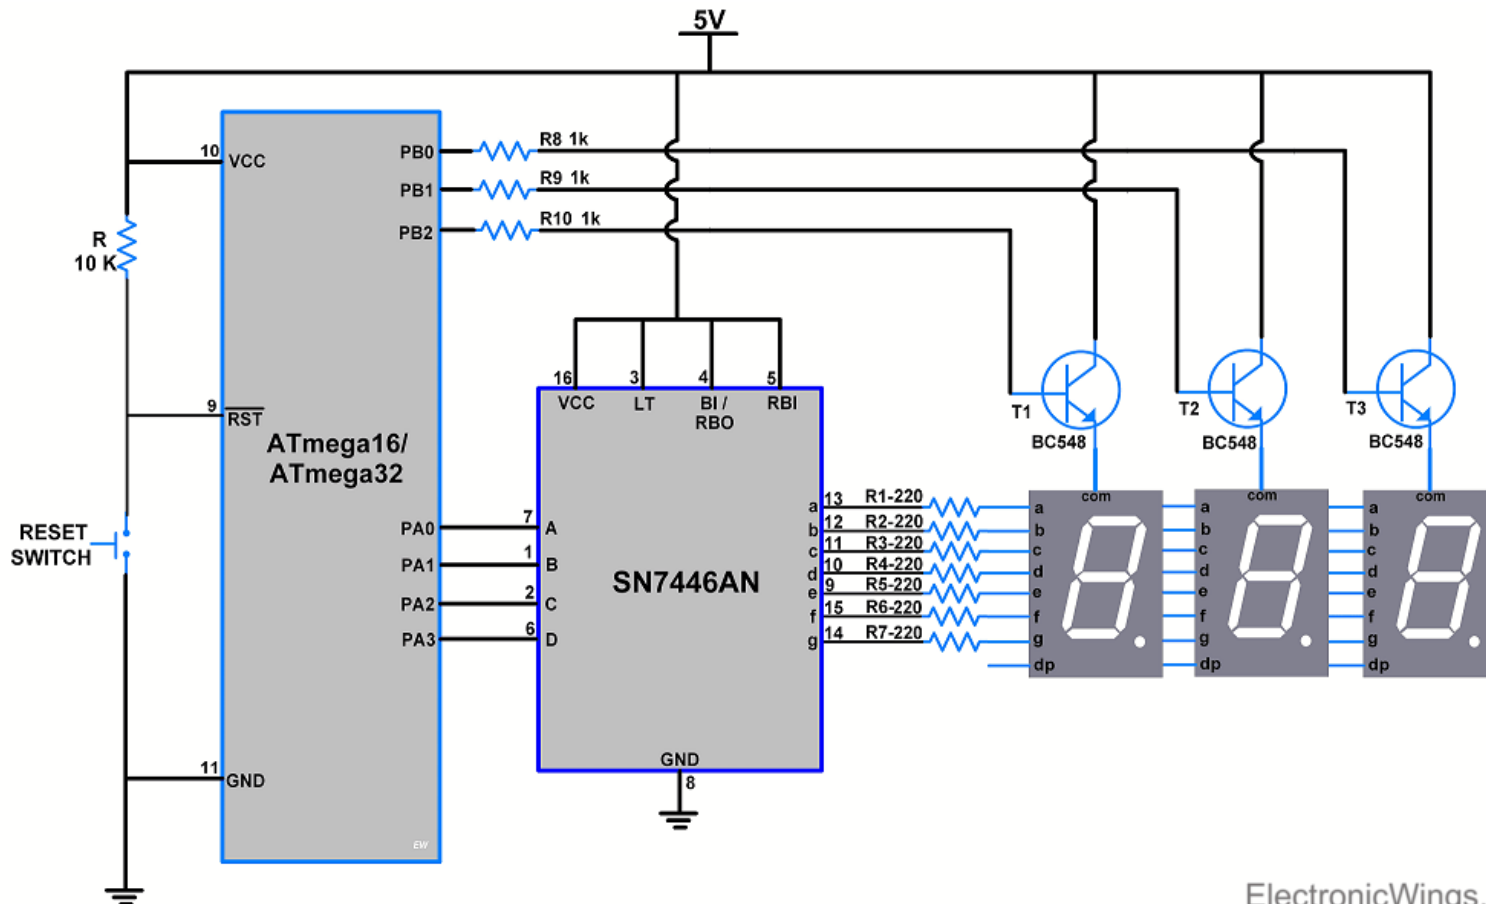 5V
10 VCC
PB0
R8 1k
PB1
R9 1k
PB2
R10 1k
R
10 K
9 RST
ATmega16/
ATmega32
16 3 4 5
VCC LT BI / RBI
RBO
T1
BC548
T2
BC548
T3
BC548
RESET
SWITCH
PA0 7 A
PA1 1 B
PA2 2 C
PA3 6 D
SN7446AN
a 13 R1-220
b 12 R2-220
c 11 R3-220
d 10 R4-220
e 9 R5-220
f 15 R6-220
g 14 R7-220
com
a
b
c
d
e
f
g
dp
com
a
b
c
d
e
f
g
dp
com
a
b
c
d
e
f
g
dp
GND
8
11 GND
EW
ElectronicWings.